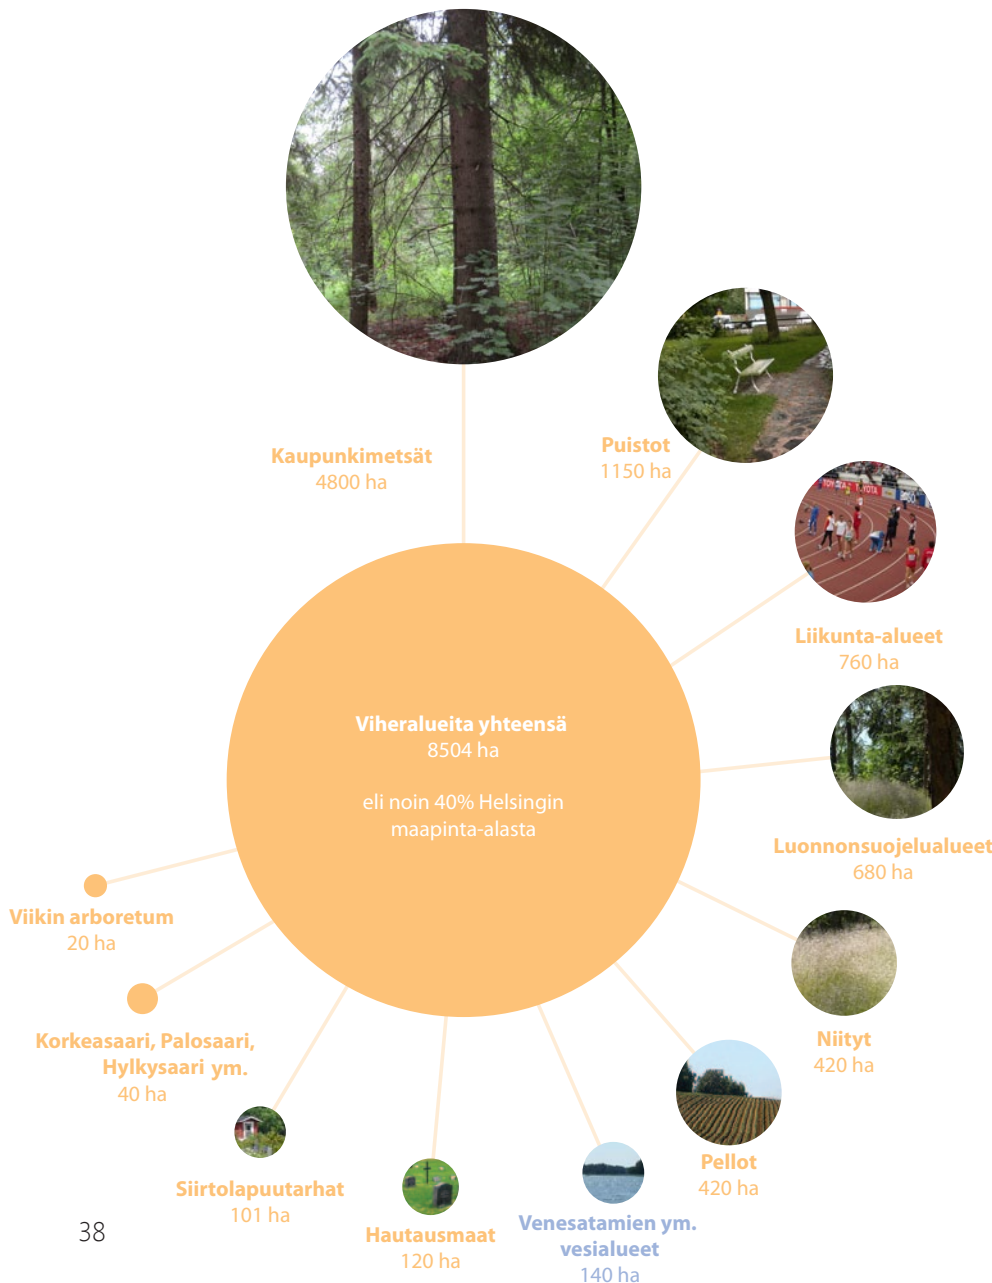 TOYOTA
TOYOTA
Kaupunkimetsät
4800 ha
Puistot
1150 ha
Liikunta-alueet
760 ha
Viheralueita yhteensä
8504 ha
eli noin 40% Helsingin
maapinta-alasta
Luonnonsuojelualueet
680 ha
Viikin arboretum
20 ha
Niityt
420 ha
Korkeasaari, Palosaari,
Hylkysaari ym.
40 ha
Pellot
420 ha
Siirtolapuutarhat
101 ha
Venesatamien ym.
vesialueet
140 ha
Hautausmaat
120 ha
38